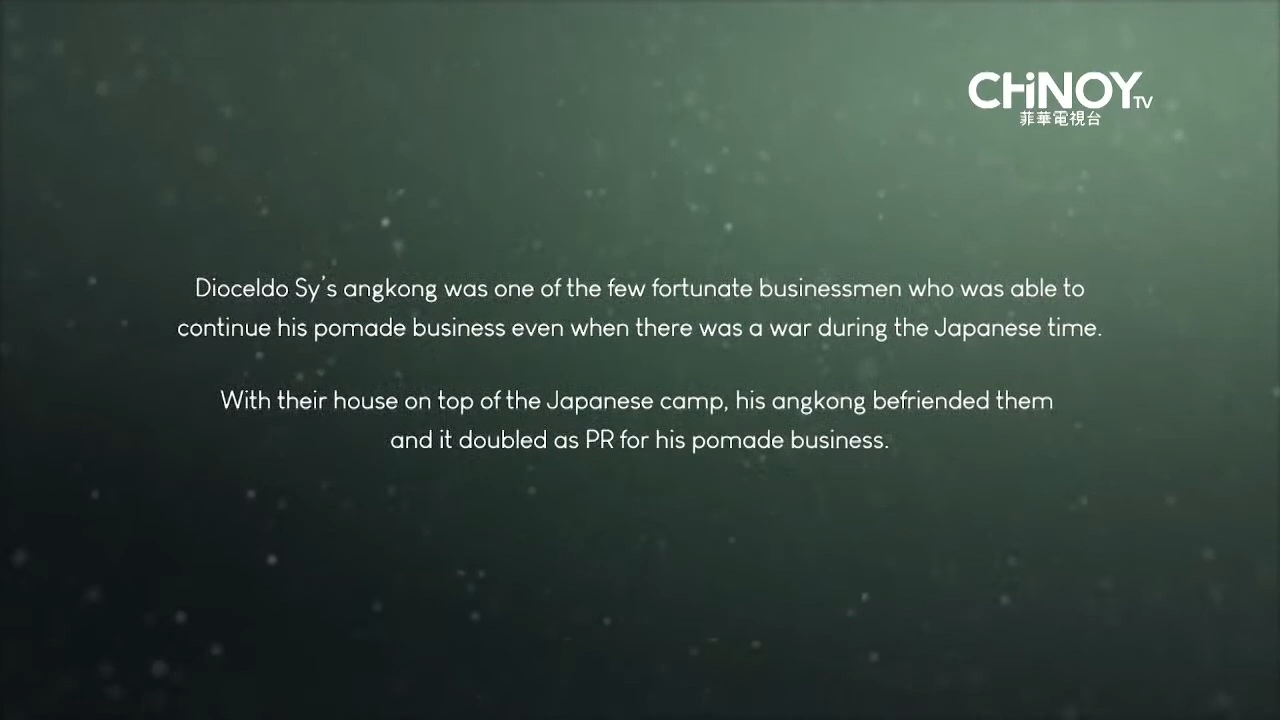 CHiNOY TV
菲華電視台
Dioceldo Sy's angkong was one of the few fortunate businessmen who was able to
continue his pomade business even when there was a war during the Japanese time.
With their house on top of the Japanese camp, his angkong befriended them
and it doubled as PR for his pomade business.